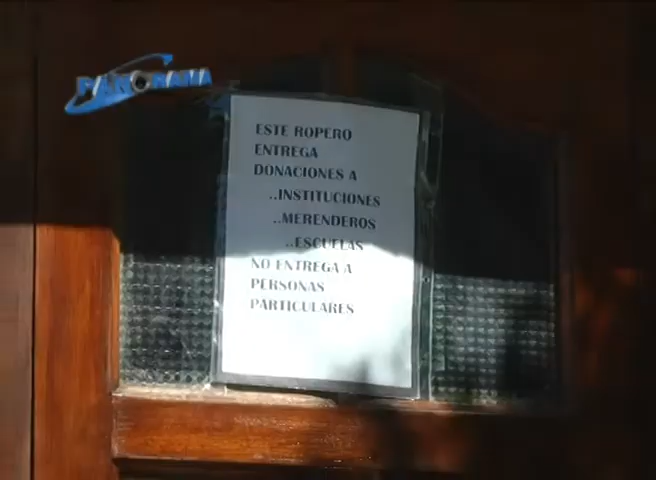 PANORAMA
ESTE ROPERO
ENTREGA
DONACIONES A
..INSTITUCIONES
..MERENDEROS
..ESCUELAS
NO ENTREGA A
PERSONAS
PARTICULARES